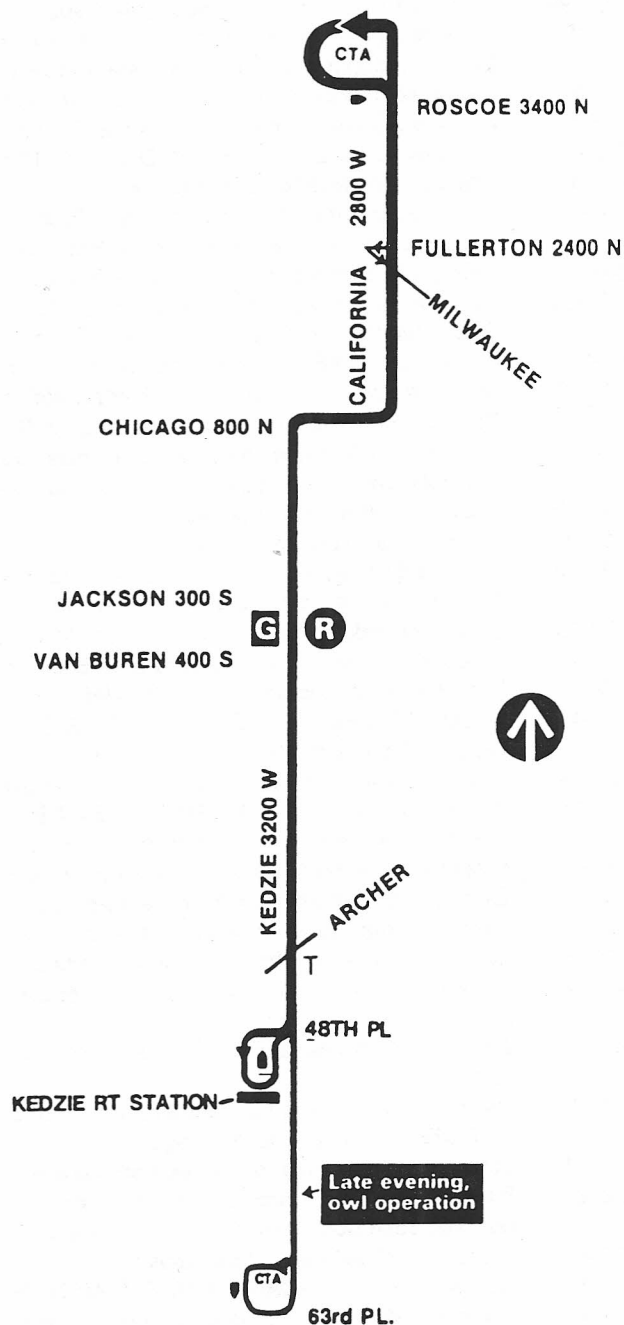 CTA
ROSCOE 3400 N
2800 W
FULLERTON 2400 N
CALIFORNIA
MILWAUKEE
CHICAGO 800 N
JACKSON 300 S
G R
VAN BUREN 400 S
KEDZIE 3200 W
ARCHER
T
48TH PL
KEDZIE RT STATION
Late evening,
owl operation
CTA
63rd PL.